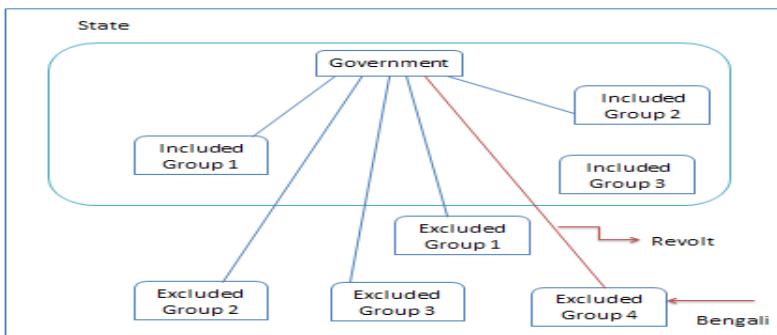 State
Government
Included
Group 2
Included
Group 1
Included
Group 3
Excluded
Group 1
Revolt
Excluded
Group 2
Excluded
Group 3
Excluded
Group 4
Bengali